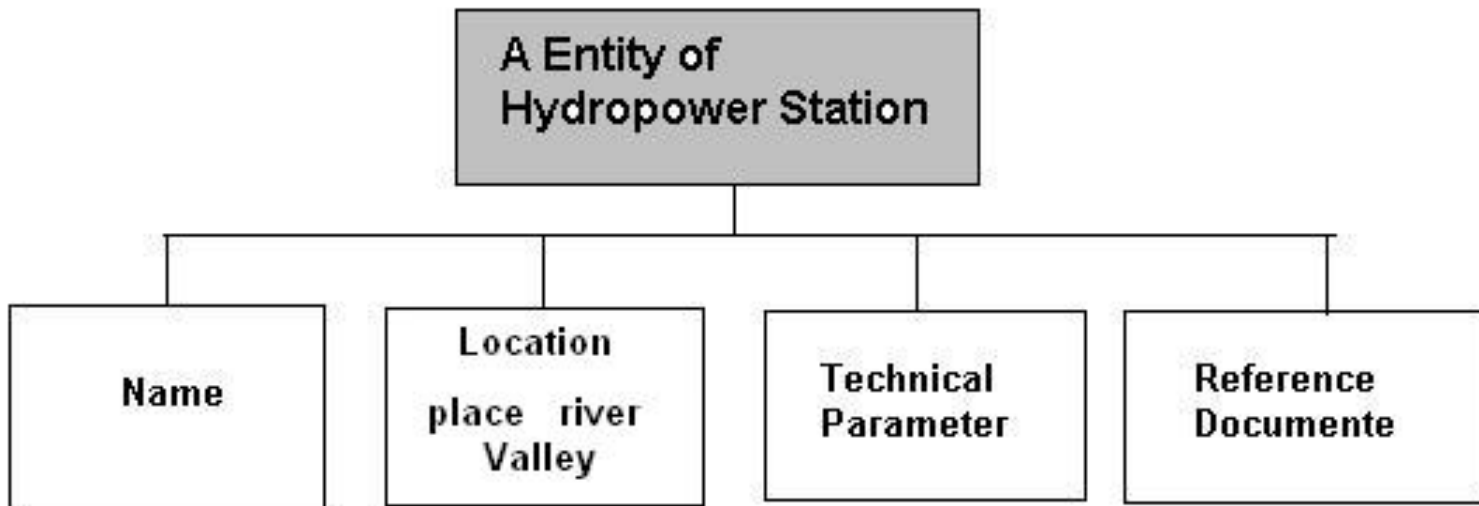 A Entity of
Hydropower Station
Name
Location
place river
Valley
Technical
Parameter
Reference
Documente